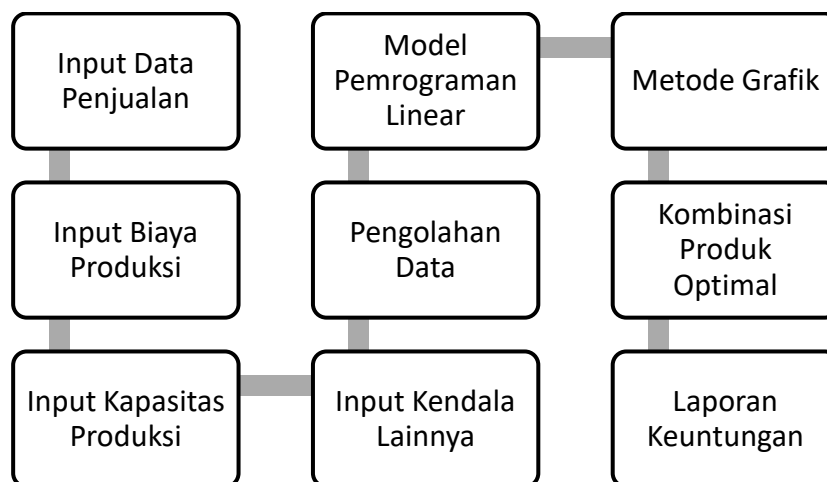 Input Data
Penjualan
Input Biaya
Produksi
Input Kapasitas
Produksi
Input Kendala
Lainnya
Pengolahan
Data
Model
Pemrograman
Linear
Metode Grafik
Kombinasi
Produk
Optimal
Laporan
Keuntungan